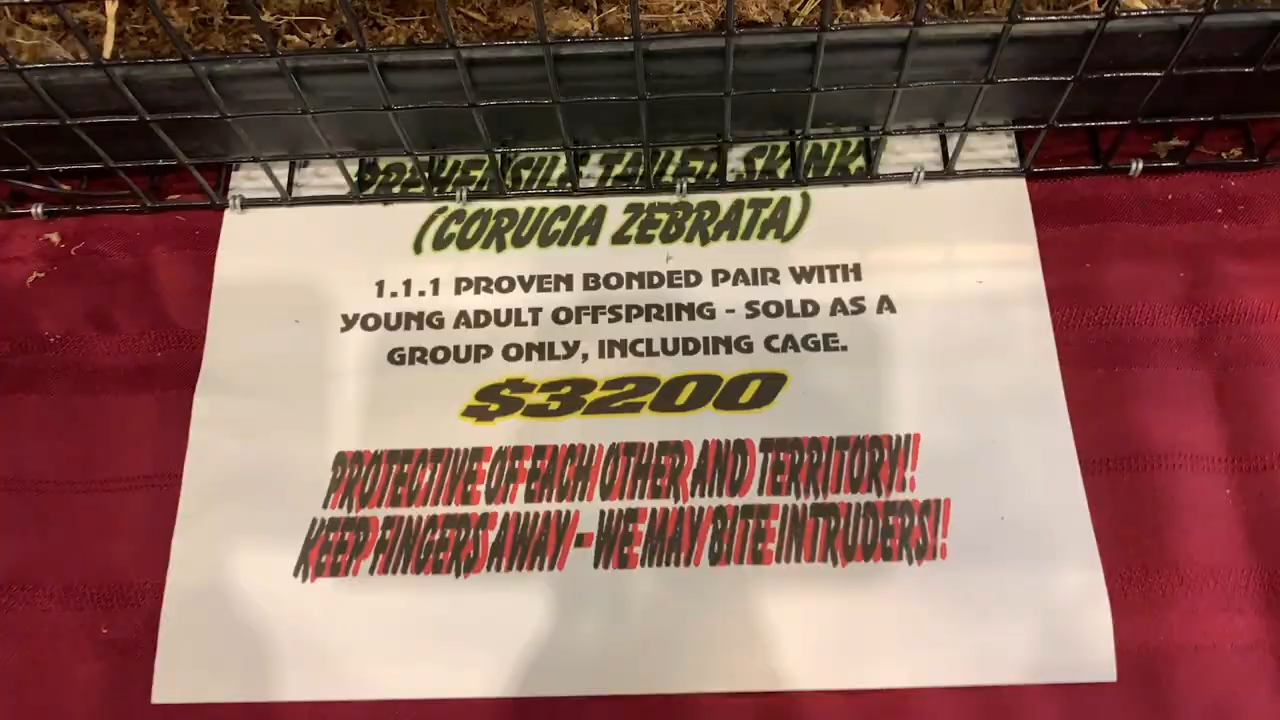 PREHENSILE TAILED SKINKS
(CORUCIA ZEBRATA)
1.1.1 PROVEN BONDED PAIR WITH
YOUNG ADULT OFFSPRING - SOLD AS A
GROUP ONLY, INCLUDING CAGE.
$3200
PROTECTIVE OF EACH OTHER AND TERRITORY!!
KEEP FINGERS AWAY - WE MAY BITE INTRUDERS!!